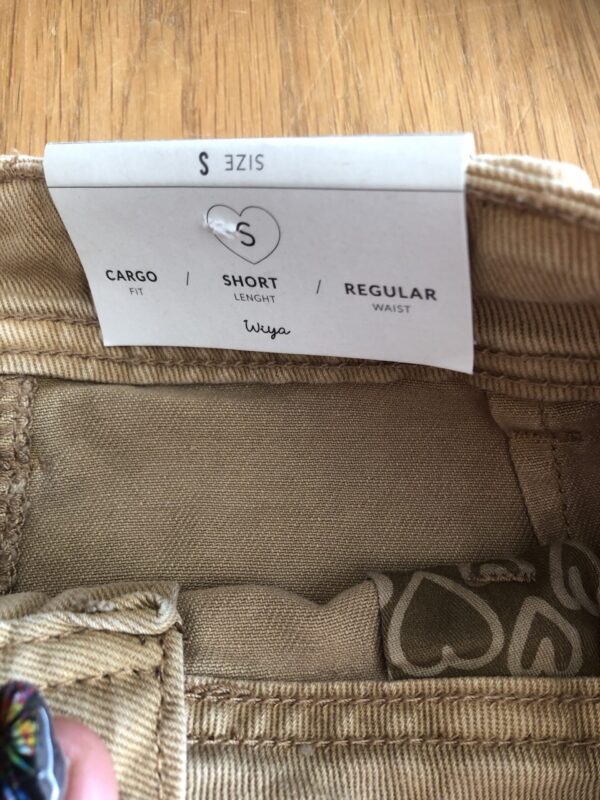 SIZE S
S
CARGO / SHORT / REGULAR
FIT LENGHT WAIST
Wiya